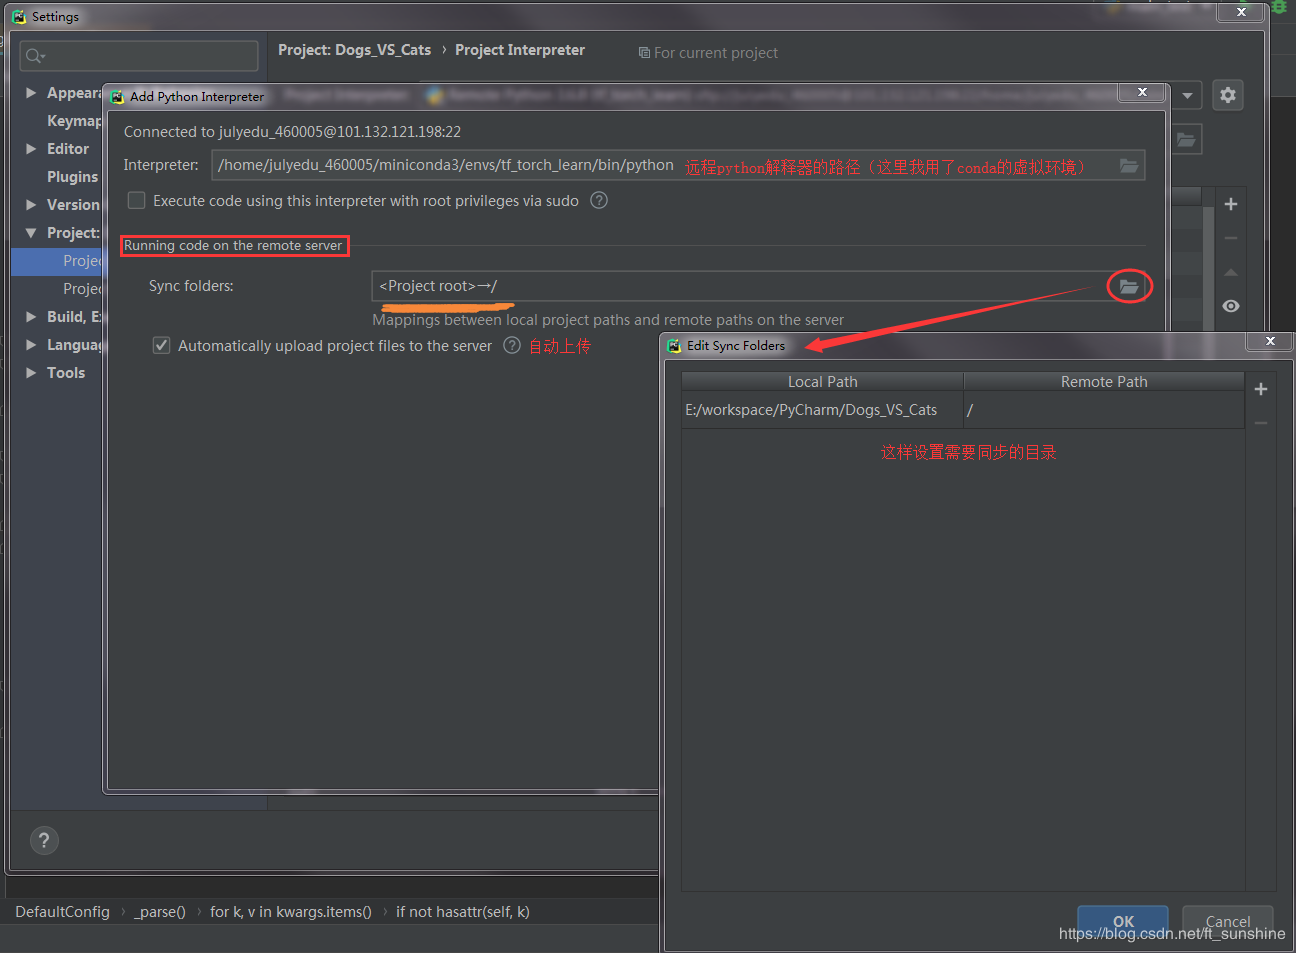 Settings
Project: Dogs_VS_Cats › Project Interpreter
For current project
Appeara
Keymap
Editor
Plugins
Version
Project:
Projec
Projec
Build, E
Languag
Tools
Add Python Interpreter
Connected to julyedu_460005@101.132.121.198:22
Interpreter: /home/julyedu_460005/miniconda3/envs/tf_torch_learn/bin/python 远程python解释器的路径（这里我用了conda的虚拟环境）
Execute code using this interpreter with root privileges via sudo ?
Running code on the remote server
Sync folders: <Project root>→/
Mappings between local project paths and remote paths on the server
Automatically upload project files to the server ? 自动上传
Edit Sync Folders
Local Path Remote Path
E:/workspace/PyCharm/Dogs_VS_Cats /
这样设置需要同步的目录
?
DefaultConfig › _parse() › for k, v in kwargs.items() › if not hasattr(self, k)
OK Cancel
https://blog.csdn.net/ft_sunshine